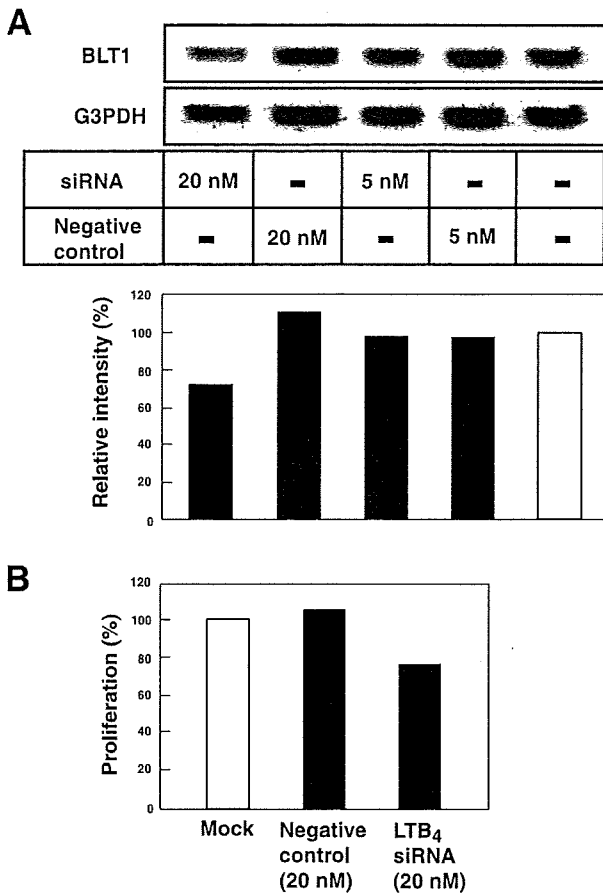 A
BLT1
G3PDH
siRNA 20 nM - 5 nM - -
Negative control - 20 nM - 5 nM -
Relative intensity (%)
120
100
80
60
40
20
0
B
Proliferation (%)
120
100
80
60
40
20
0
Mock
Negative control (20 nM)
LTB4 siRNA (20 nM)